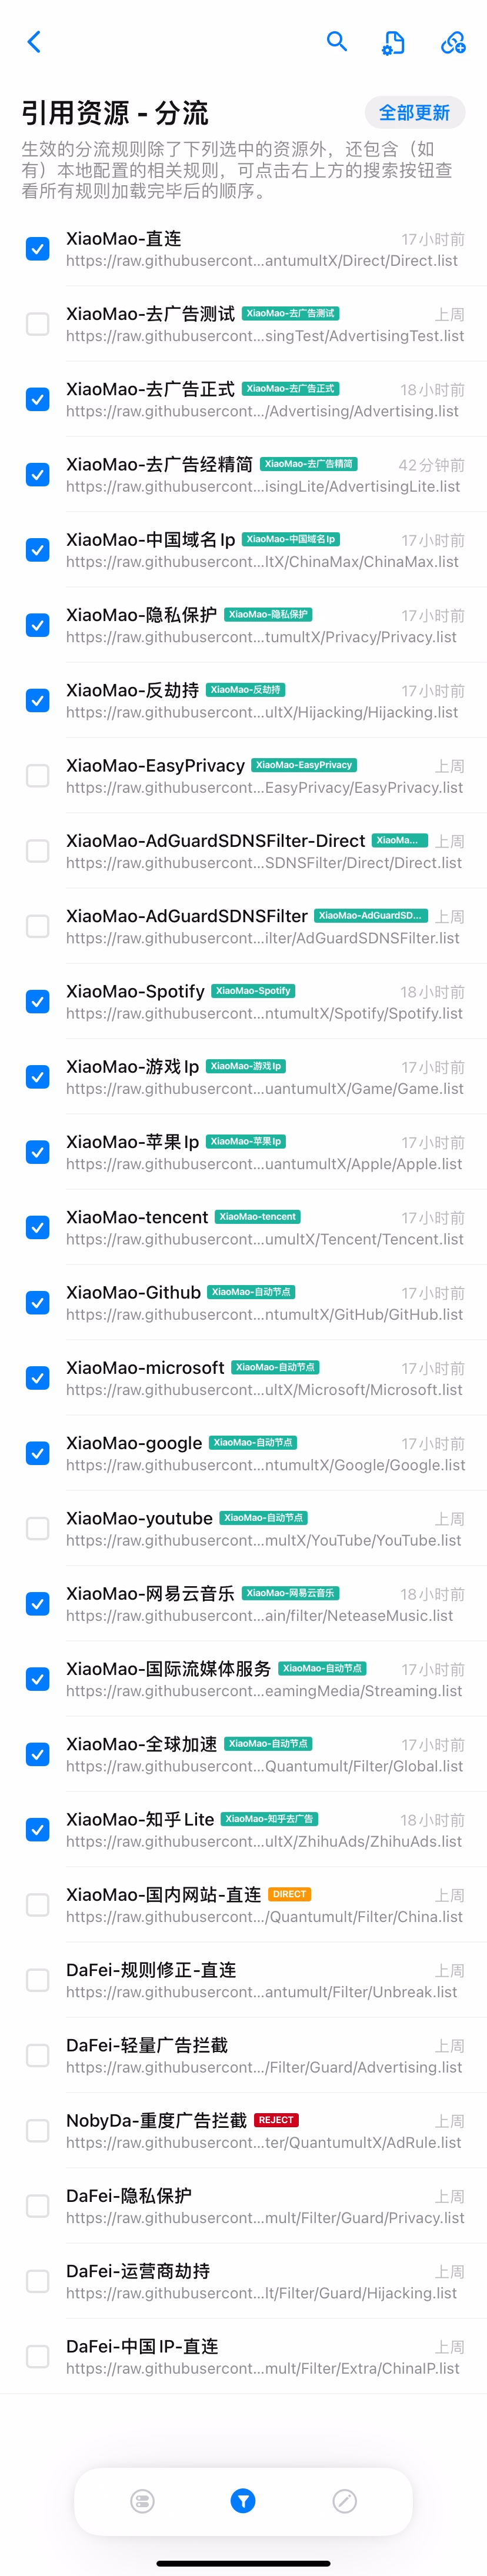 引用资源 - 分流
全部更新
生效的分流规则除了下列选中的资源外，还包含（如
有）本地配置的相关规则，可点击右上方的搜索按钮查
看所有规则加载完毕后的顺序。
XiaoMao-直连 17小时前
https://raw.githubusercont...antumultX/Direct/Direct.list
XiaoMao-去广告测试 XiaoMao-去广告测试 上周
https://raw.githubusercont...singTest/AdvertisingTest.list
XiaoMao-去广告正式 XiaoMao-去广告正式 18小时前
https://raw.githubusercont.../Advertising/Advertising.list
XiaoMao-去广告经精简 XiaoMao-去广告精简 42分钟前
https://raw.githubusercont...isingLite/AdvertisingLite.list
XiaoMao-中国域名Ip XiaoMao-中国域名Ip 17小时前
https://raw.githubusercont...ltX/ChinaMax/ChinaMax.list
XiaoMao-隐私保护 XiaoMao-隐私保护 17小时前
https://raw.githubusercont...tumultX/Privacy/Privacy.list
XiaoMao-反劫持 XiaoMao-反劫持 17小时前
https://raw.githubusercont...ultX/Hijacking/Hijacking.list
XiaoMao-EasyPrivacy XiaoMao-EasyPrivacy 上周
https://raw.githubusercont...EasyPrivacy/EasyPrivacy.list
XiaoMao-AdGuardSDNSFilter-Direct XiaoMa... 上周
https://raw.githubusercont...SDNSFilter/Direct/Direct.list
XiaoMao-AdGuardSDNSFilter XiaoMao-AdGuardSD... 上周
https://raw.githubusercont...ilter/AdGuardSDNSFilter.list
XiaoMao-Spotify XiaoMao-Spotify 18小时前
https://raw.githubusercont...ntumultX/Spotify/Spotify.list
XiaoMao-游戏Ip XiaoMao-游戏Ip 17小时前
https://raw.githubusercont...uantumultX/Game/Game.list
XiaoMao-苹果Ip XiaoMao-苹果Ip 17小时前
https://raw.githubusercont...uantumultX/Apple/Apple.list
XiaoMao-tencent XiaoMao-tencent 17小时前
https://raw.githubusercont...umultX/Tencent/Tencent.list
XiaoMao-Github XiaoMao-自动节点 17小时前
https://raw.githubusercont...ntumultX/GitHub/GitHub.list
XiaoMao-microsoft XiaoMao-自动节点 17小时前
https://raw.githubusercont...ultX/Microsoft/Microsoft.list
XiaoMao-google XiaoMao-自动节点 17小时前
https://raw.githubusercont...ntumultX/Google/Google.list
XiaoMao-youtube XiaoMao-自动节点 上周
https://raw.githubusercont...multX/YouTube/YouTube.list
XiaoMao-网易云音乐 XiaoMao-网易云音乐 18小时前
https://raw.githubusercont...ain/filter/NeteaseMusic.list
XiaoMao-国际流媒体服务 XiaoMao-自动节点 17小时前
https://raw.githubusercont...eamingMedia/Streaming.list
XiaoMao-全球加速 XiaoMao-自动节点 17小时前
https://raw.githubusercont...Quantumult/Filter/Global.list
XiaoMao-知乎Lite XiaoMao-知乎去广告 18小时前
https://raw.githubusercont...ultX/ZhihuAds/ZhihuAds.list
XiaoMao-国内网站-直连 DIRECT 上周
https://raw.githubusercont.../Quantumult/Filter/China.list
DaFei-规则修正-直连 上周
https://raw.githubusercont...antumult/Filter/Unbreak.list
DaFei-轻量广告拦截 上周
https://raw.githubusercont.../Filter/Guard/Advertising.list
NobyDa-重度广告拦截 REJECT 上周
https://raw.githubusercont...ter/QuantumultX/AdRule.list
DaFei-隐私保护 上周
https://raw.githubusercont...mult/Filter/Guard/Privacy.list
DaFei-运营商劫持 上周
https://raw.githubusercont...lt/Filter/Guard/Hijacking.list
DaFei-中国IP-直连 上周
https://raw.githubusercont...mult/Filter/Extra/ChinaIP.list